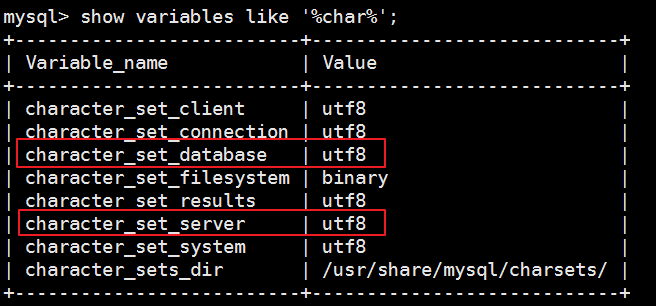 mysql> show variables like '%char%';
+--------------------------+----------------------------+
| Variable_name            | Value                      |
+--------------------------+----------------------------+
| character_set_client     | utf8                       |
| character_set_connection | utf8                       |
| character_set_database   | utf8                       |
| character_set_filesystem | binary                     |
| character_set_results    | utf8                       |
| character_set_server     | utf8                       |
| character_set_system     | utf8                       |
| character_sets_dir       | /usr/share/mysql/charsets/ |
+--------------------------+----------------------------+